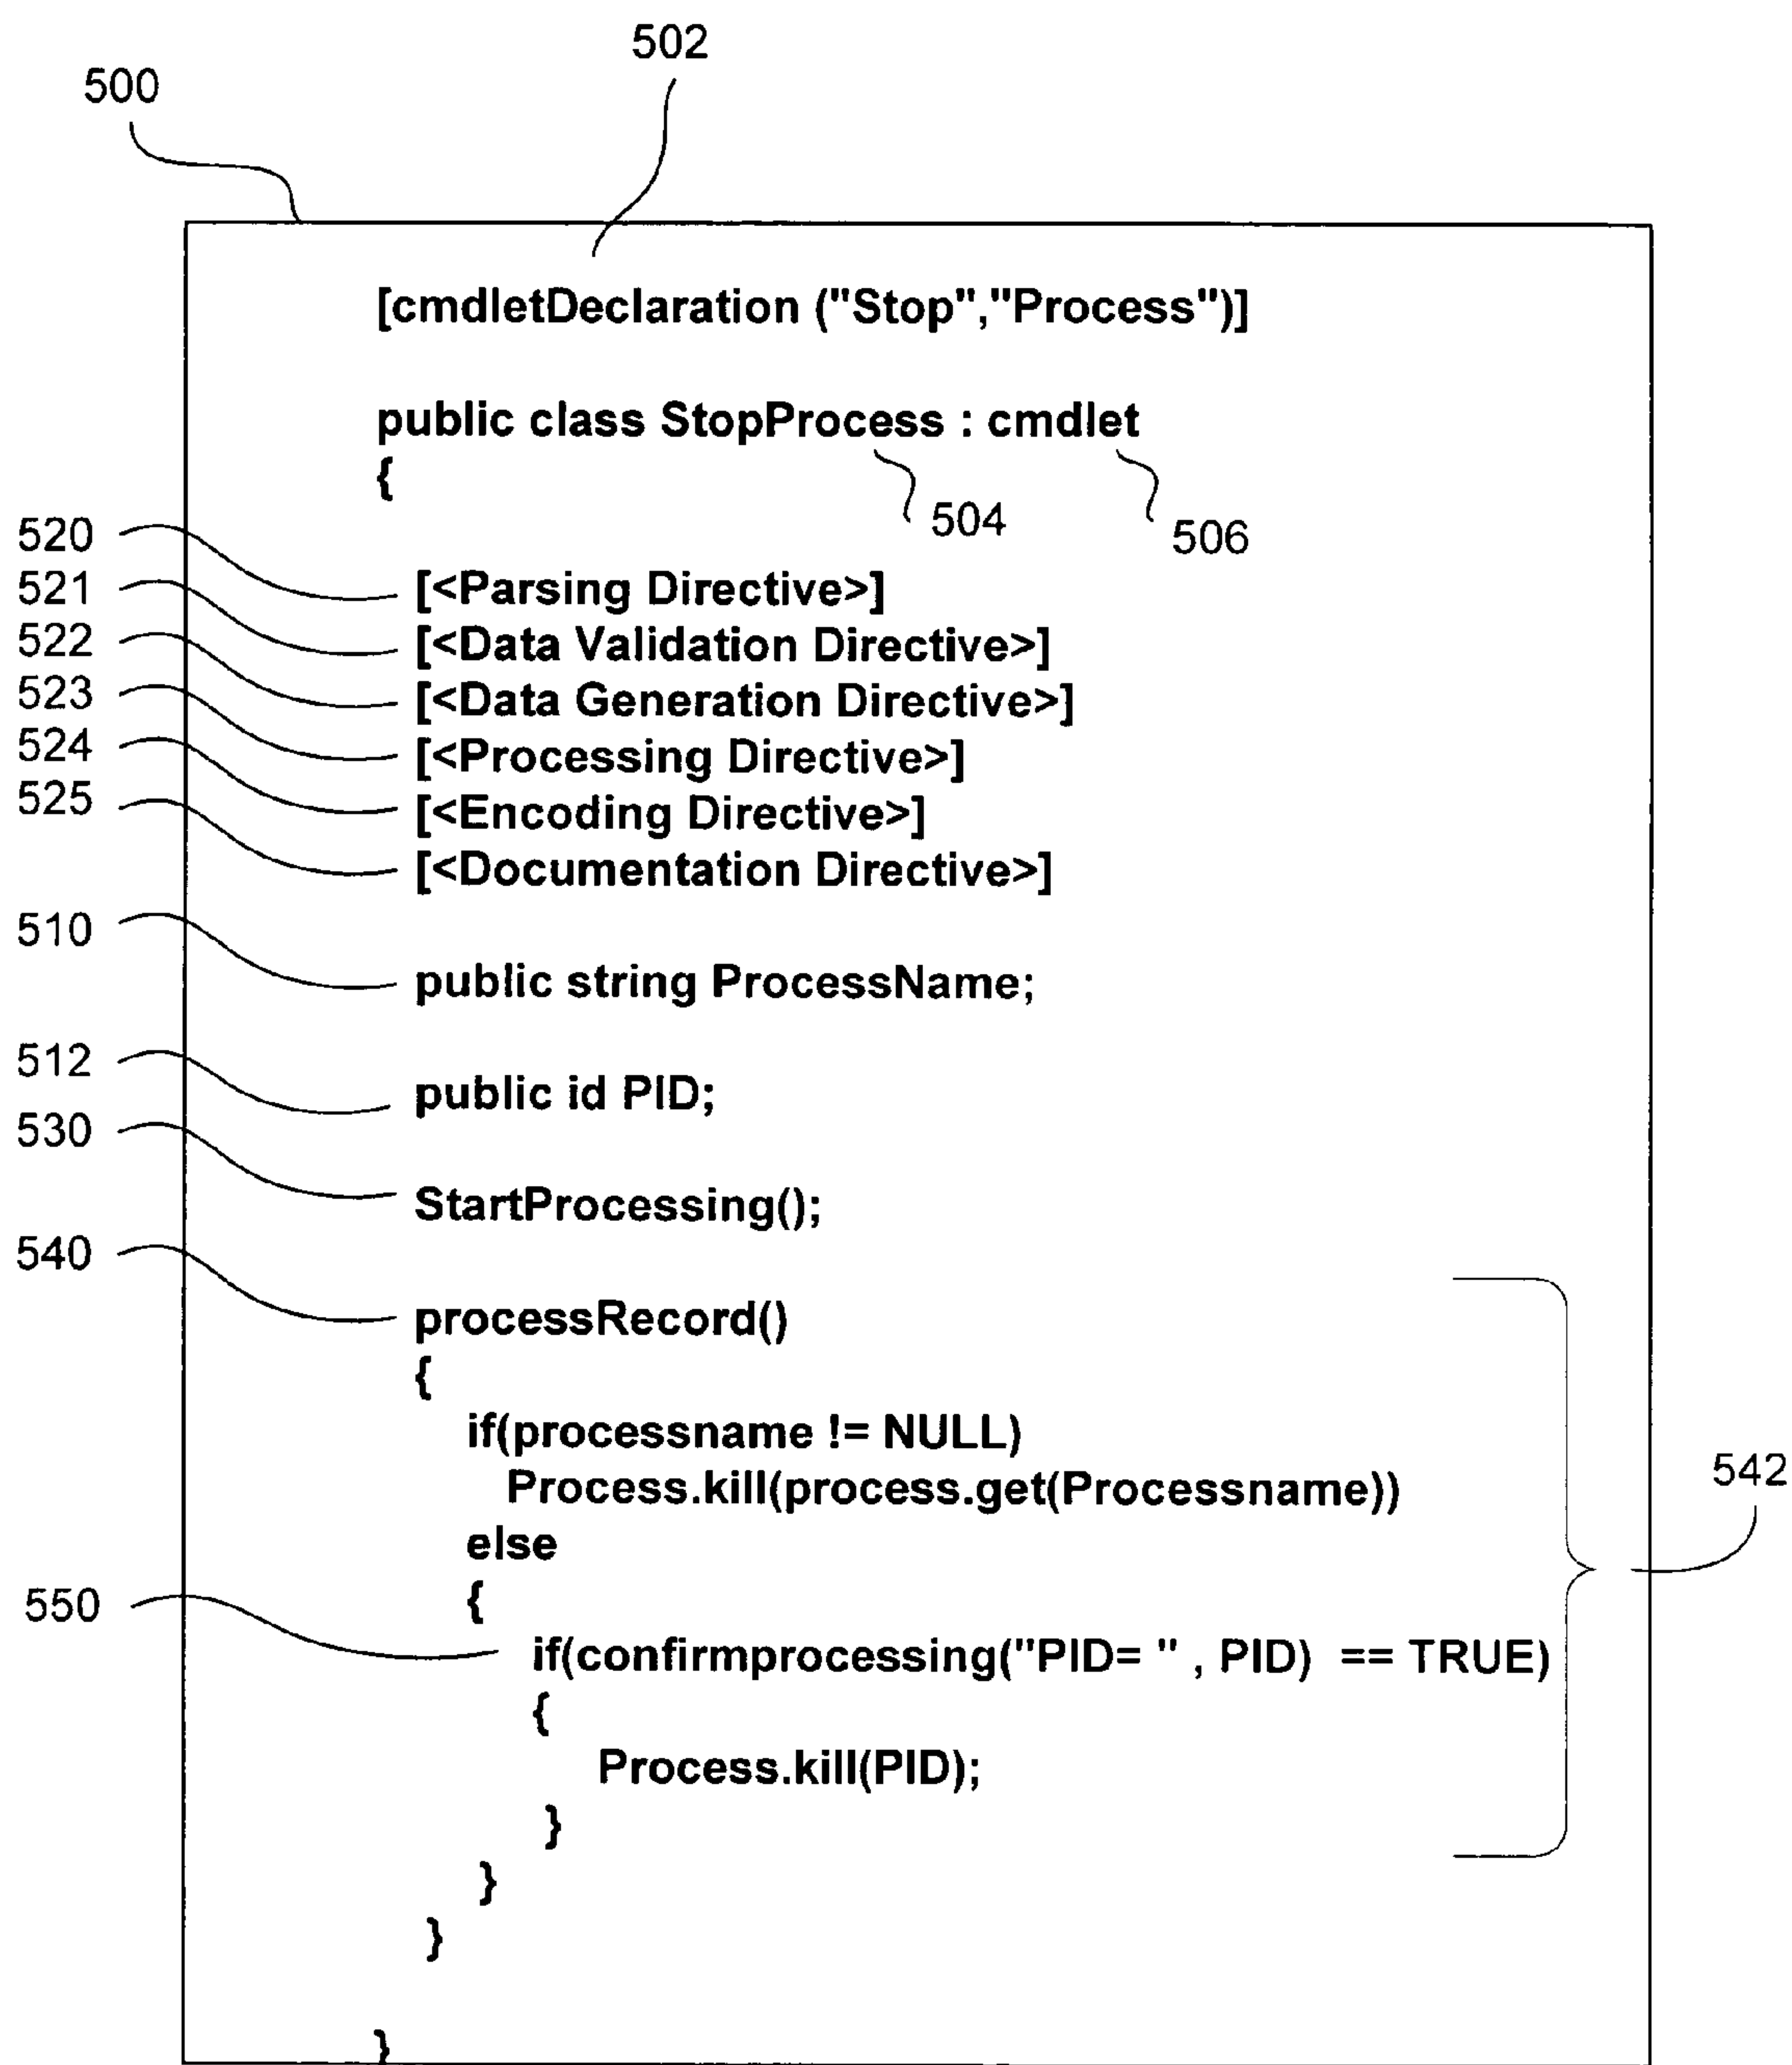 502
500
[cmdletDeclaration ("Stop","Process")]
public class StopProcess : cmdlet
{
504
506
520
[<Parsing Directive>]
521
[<Data Validation Directive>]
522
[<Data Generation Directive>]
523
[<Processing Directive>]
524
[<Encoding Directive>]
525
[<Documentation Directive>]
510
public string ProcessName;
512
public id PID;
530
StartProcessing();
540
processRecord()
{
if(processname != NULL)
Process.kill(process.get(Processname))
542
else
{
550
if(confirmprocessing("PID= " , PID) == TRUE)
{
Process.kill(PID);
}
}
}
}